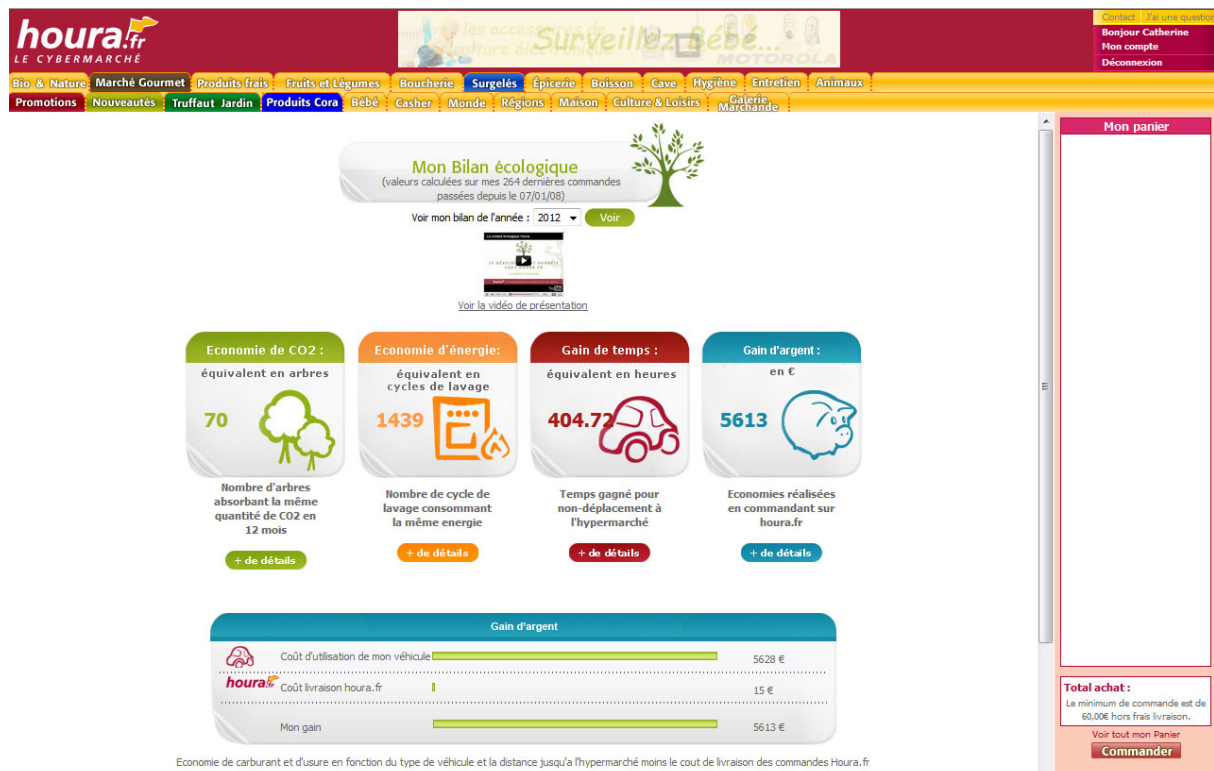 houra.fr
LE CYBERMARCHÉ
Surveillez Bébé...
MOTOROLA
Contact J'ai une question
Bonjour Catherine
Mon compte
Déconnexion
Bio & Nature Marché Gourmet Produits frais Fruits et Légumes Boucherie Surgelés Épicerie Boisson Cave Hygiène Entretien Animaux
Promotions Nouveautés Truffaut Jardin Produits Cora Bébé Casher Monde Régions Maison Culture & Loisirs Galerie Marchande
Mon panier
Mon Bilan écologique
(valeurs calculées sur mes 264 dernières commandes
passées depuis le 07/01/08)
Voir mon bilan de l'année : 2012 Voir
Voir la vidéo de présentation
Economie de CO2 :
équivalent en arbres
70
Nombre d'arbres
absorbant la même
quantité de CO2 en
12 mois
+ de détails
Economie d'énergie:
équivalent en
cycles de lavage
1439
Nombre de cycle de
lavage consommant
la même energie
+ de détails
Gain de temps :
équivalent en heures
404.72
Temps gagné pour
non-déplacement à
l'hypermarché
+ de détails
Gain d'argent :
en €
5613
Economies réalisées
en commandant sur
houra.fr
+ de détails
Gain d'argent
Coût d'utilisation de mon véhicule 5628 €
houra.fr Coût livraison houra.fr 15 €
Mon gain 5613 €
Economie de carburant et d'usure en fonction du type de véhicule et la distance jusqu'a l'hypermarché moins le cout de livraison des commandes Houra.fr
Total achat :
Le minimum de commande est de
60,00€ hors frais livraison.
Voir tout mon Panier
Commander